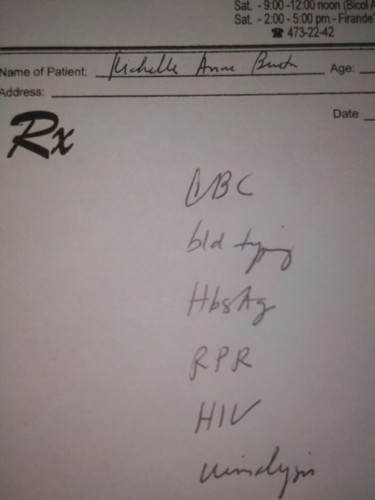 Sat. - 9:00 -12:00 noon (Bicol A
Sat. - 2:00 - 5:00 pm - Firande
☎ 473-22-42
Name of Patient: Michelle Anne Age:
Address:
Rx
Date
CBC
bld typing
HbsAg
RPR
HIV
urinalysis